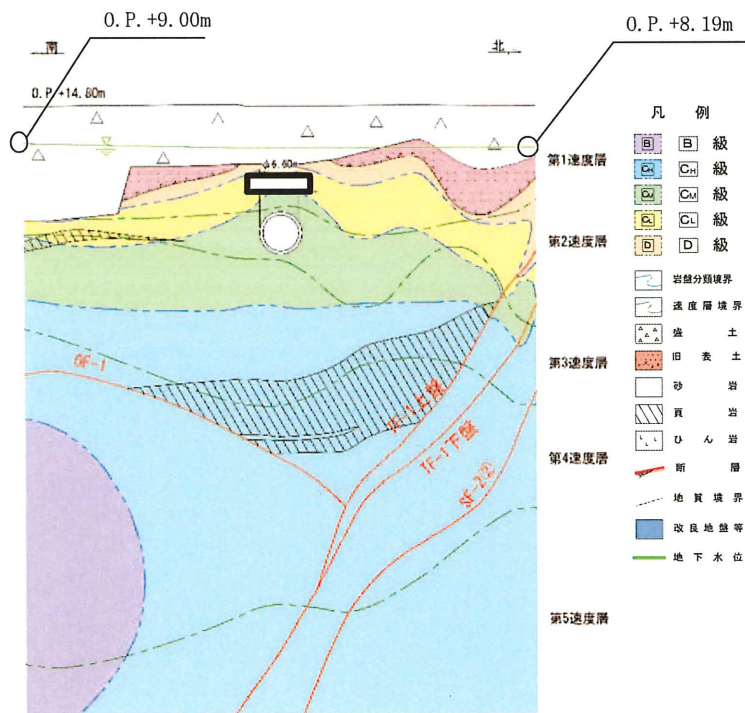 O.P.+9.00m
O.P.+8.19m
南
北
O.P.+14.80m
φ6.60m
第1速度層
第2速度層
第3速度層
第4速度層
第5速度層
OF-1
TF-1上盤
TF-1下盤
SF-2②
凡 例
B B 級
CH CH 級
CM CM 級
CL CL 級
D D 級
岩盤分類境界
速度層境界
盛 土
旧表土
砂 岩
頁 岩
ひん岩
断 層
地質境界
改良地盤等
地下水位